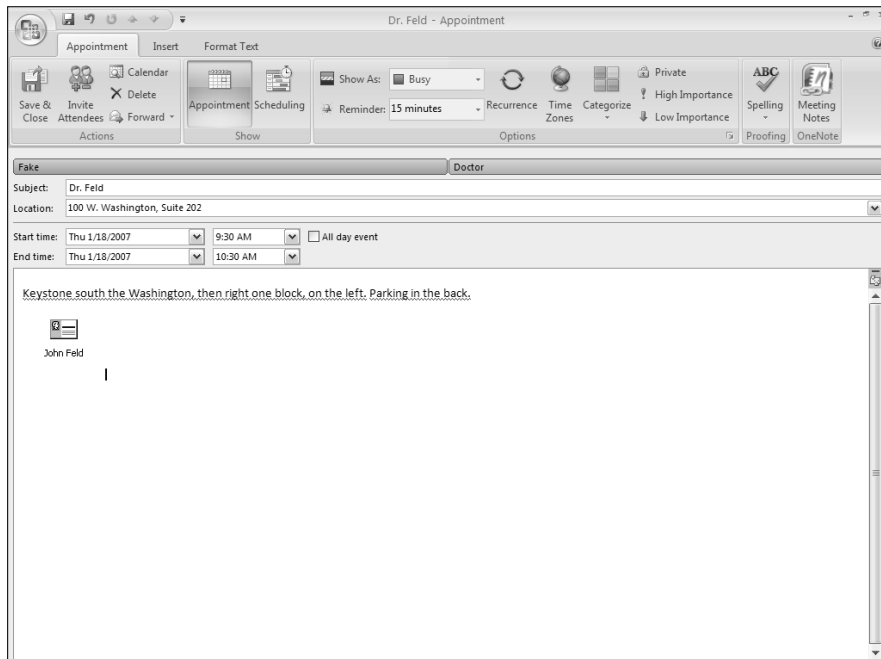 Dr. Feld - Appointment
Appointment Insert Format Text
Save & Close
Invite Attendees
Calendar
Delete
Forward
Actions
Appointment
Scheduling
Show
Show As: Busy
Reminder: 15 minutes
Recurrence
Time Zones
Categorize
Private
High Importance
Low Importance
Options
ABC
Spelling
Proofing
Meeting Notes
OneNote
Fake Doctor
Subject: Dr. Feld
Location: 100 W. Washington, Suite 202
Start time: Thu 1/18/2007 9:30 AM All day event
End time: Thu 1/18/2007 10:30 AM
Keystone south the Washington, then right one block, on the left. Parking in the back.
John Feld